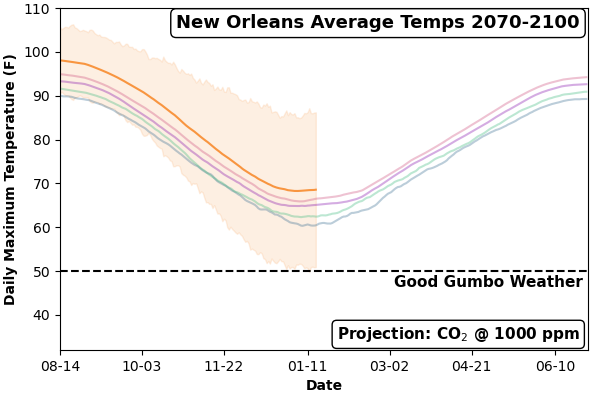 New Orleans Average Temps 2070-2100
110
100
90
80
70
60
50
40
Daily Maximum Temperature (F)
Good Gumbo Weather
Projection: CO₂ @ 1000 ppm
08-14 10-03 11-22 01-11 03-02 04-21 06-10
Date